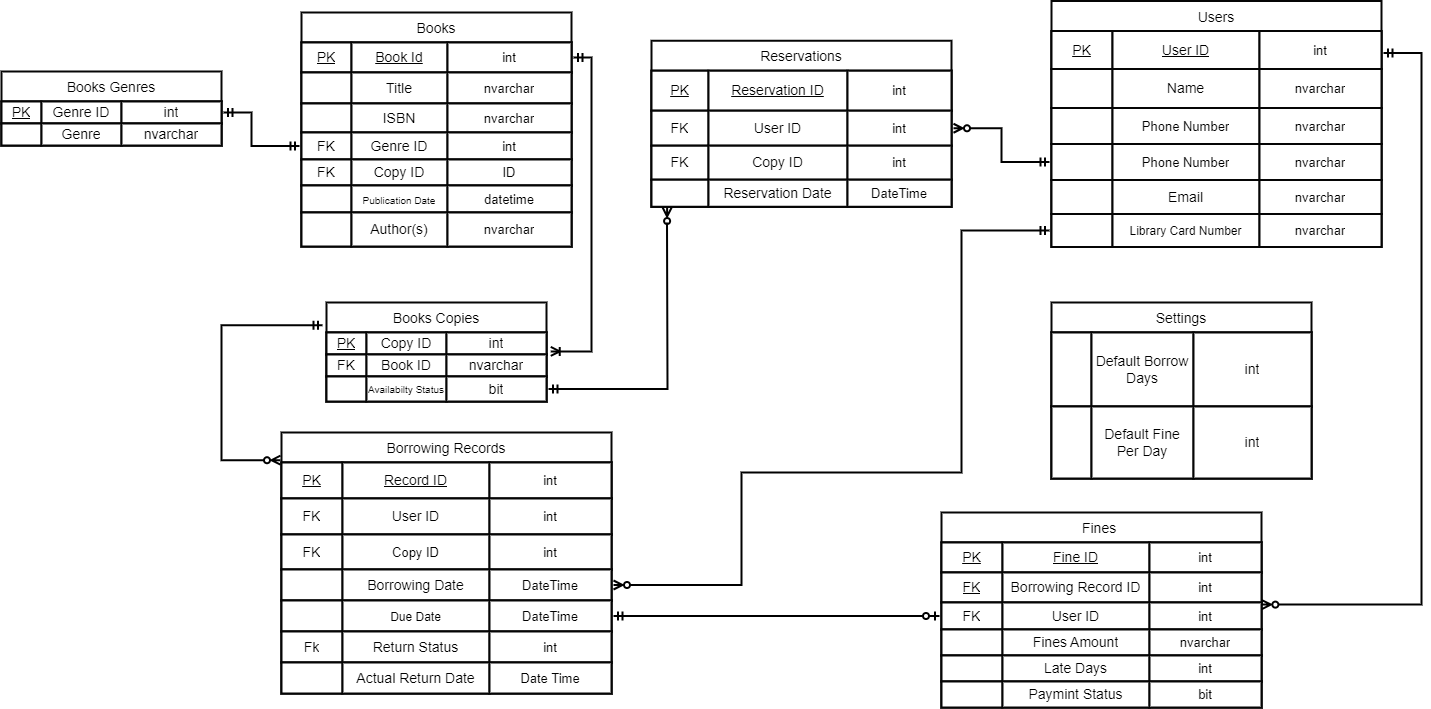 Books Genres
PK Genre ID int
Genre nvarchar
Books
PK Book Id int
Title nvarchar
ISBN nvarchar
FK Genre ID int
FK Copy ID ID
Publication Date datetime
Author(s) nvarchar
Reservations
PK Reservation ID int
FK User ID int
FK Copy ID int
Reservation Date DateTime
Users
PK User ID int
Name nvarchar
Phone Number nvarchar
Phone Number nvarchar
Email nvarchar
Library Card Number nvarchar
Books Copies
PK Copy ID int
FK Book ID nvarchar
Availabilty Status bit
Settings
Default Borrow
Days int
Default Fine
Per Day int
Borrowing Records
PK Record ID int
FK User ID int
FK Copy ID int
Borrowing Date DateTime
Due Date DateTime
Fk Return Status int
Actual Return Date Date Time
Fines
PK Fine ID int
FK Borrowing Record ID int
FK User ID int
Fines Amount nvarchar
Late Days int
Paymint Status bit